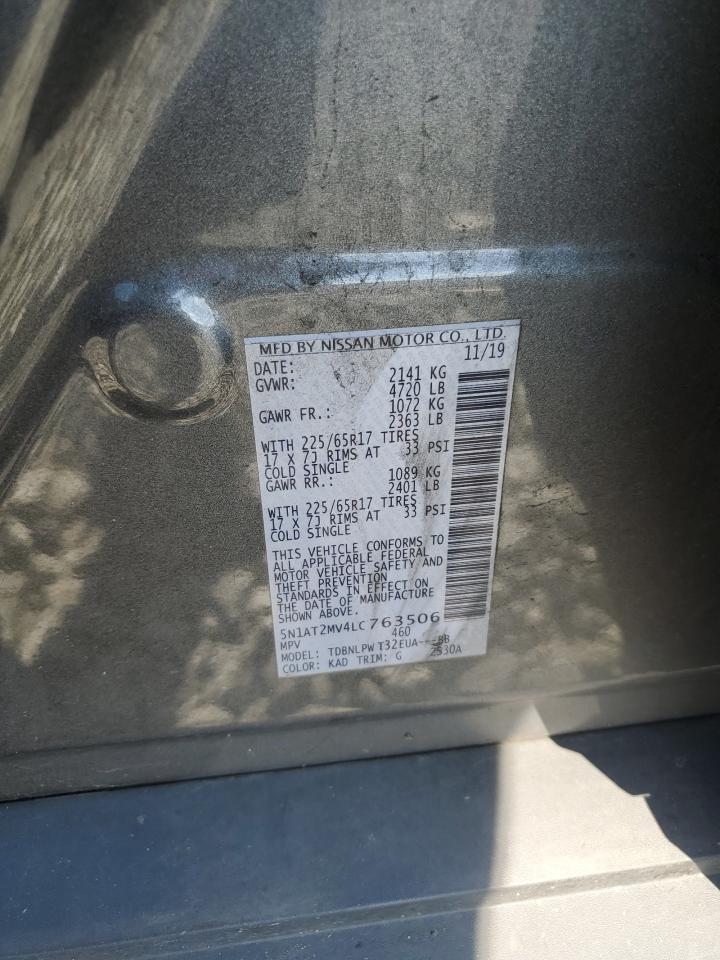 MFD BY NISSAN MOTOR CO., LTD.
DATE: 11/19
GVWR: 2141 KG
4720 LB
GAWR FR.: 1072 KG
2363 LB
WITH 225/65R17 TIRES
17 X 7J RIMS AT 33 PSI
COLD SINGLE
GAWR RR.: 1089 KG
2401 LB
WITH 225/65R17 TIRES
17 X 7J RIMS AT 33 PSI
COLD SINGLE
THIS VEHICLE CONFORMS TO
ALL APPLICABLE FEDERAL
MOTOR VEHICLE SAFETY AND
THEFT PREVENTION
STANDARDS IN EFFECT ON
THE DATE OF MANUFACTURE
SHOWN ABOVE.
5N1AT2MV4LC763506
MPV 460
MODEL: TDBNLPWT32EUA---BB
COLOR: KAD TRIM: G 2530A